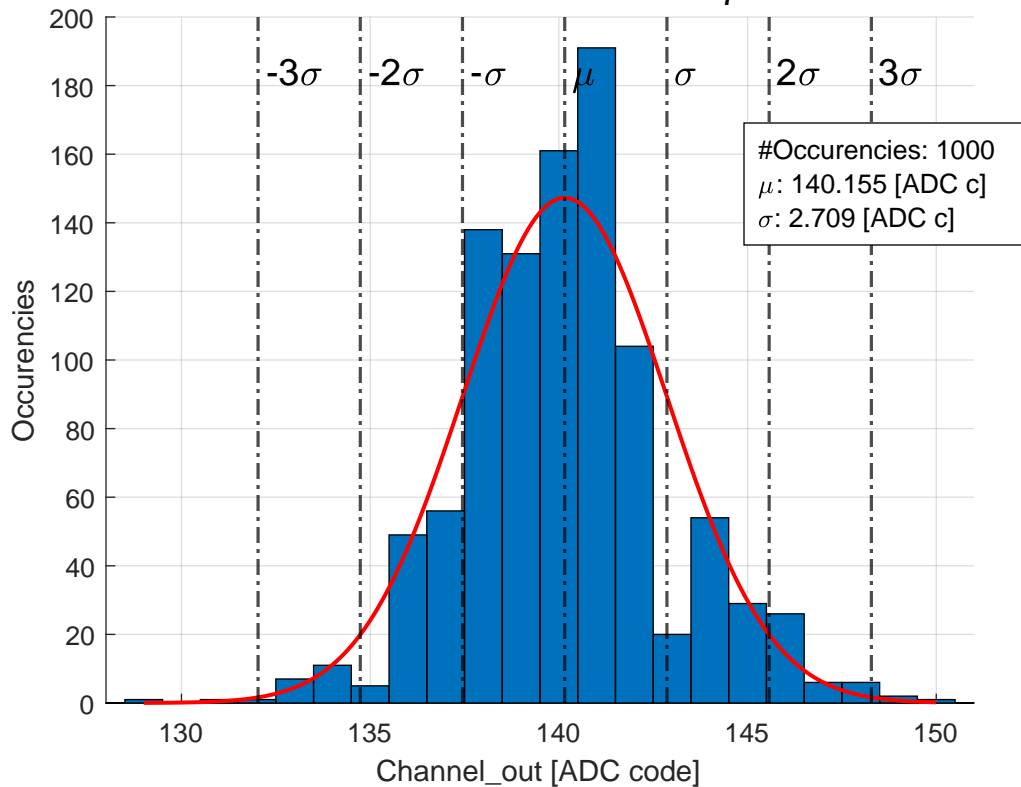 200
180
160
140
120
100
80
60
40
20
0
Occurencies
-3σ
-2σ
-σ
μ
σ
2σ
3σ
#Occurencies: 1000
μ: 140.155 [ADC c]
σ: 2.709 [ADC c]
130
135
140
145
150
Channel_out [ADC code]